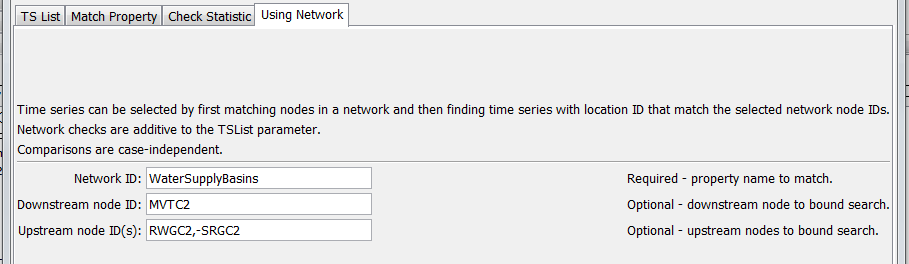 TS List Match Property Check Statistic Using Network
Time series can be selected by first matching nodes in a network and then finding time series with location ID that match the selected network node IDs.
Network checks are additive to the TSList parameter.
Comparisons are case-independent.
Network ID: WaterSupplyBasins Required - property name to match.
Downstream node ID: MVTC2 Optional - downstream node to bound search.
Upstream node ID(s): RWGC2,-SRGC2 Optional - upstream nodes to bound search.